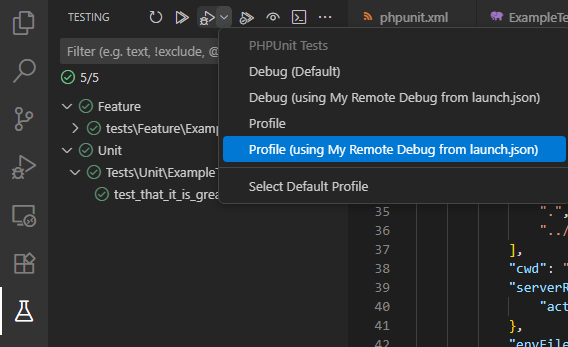 TESTING
phpunit.xml
ExampleTe
Filter (e.g. text, !exclude, @
5/5
Feature
tests\Feature\Exam
Unit
Tests\Unit\ExampleT
test_that_it_is_grea
PHPUnit Tests
Debug (Default)
Debug (using My Remote Debug from launch.json)
Profile
Profile (using My Remote Debug from launch.json)
Select Default Profile
35 ".",
36 "../
37 ],
38 "cwd": "
39 "serverR
40 "act
41 },
42 "envFile